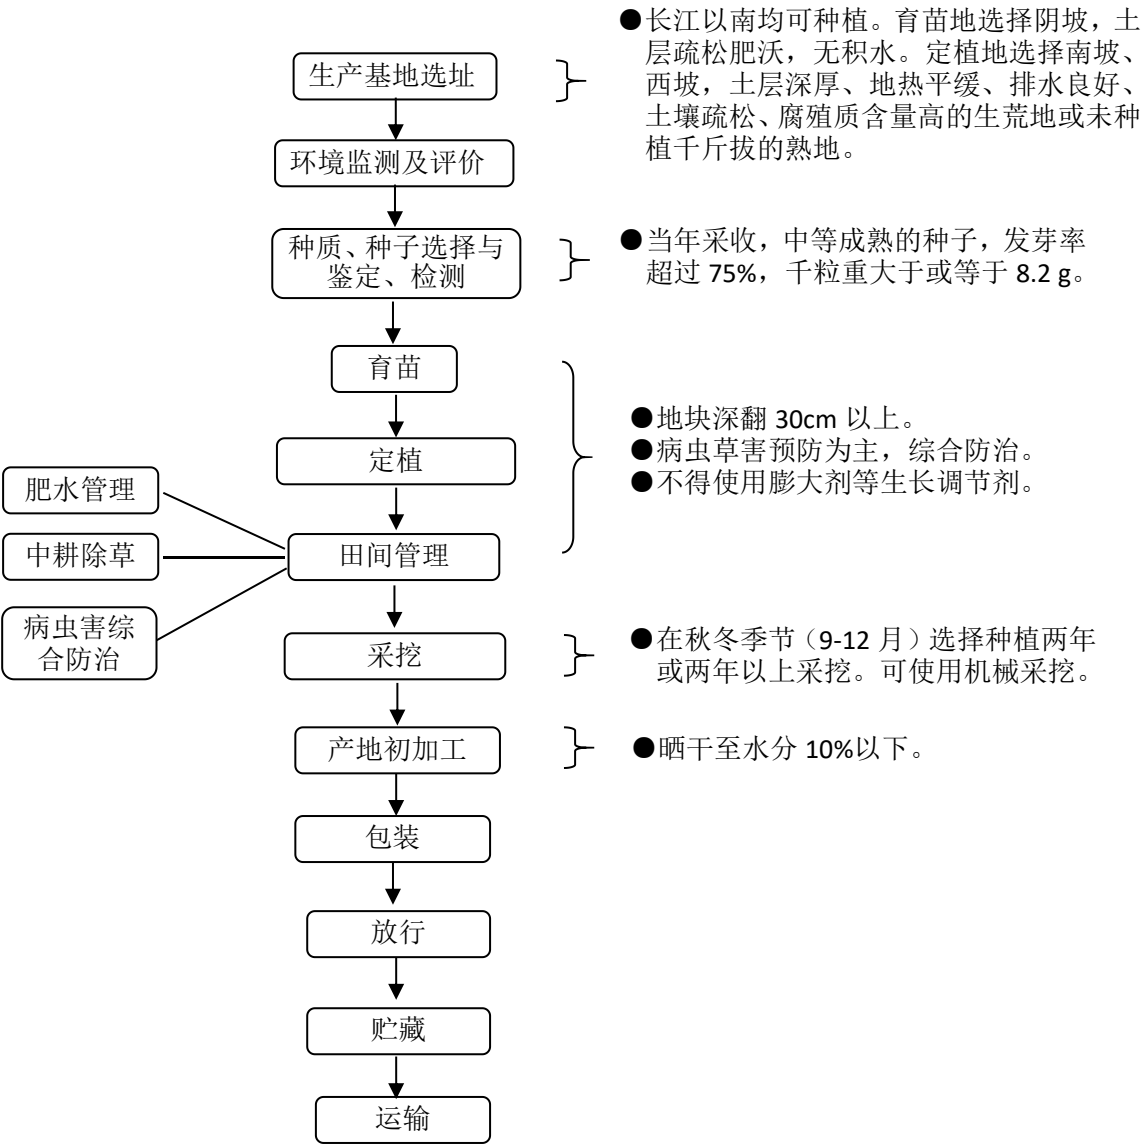 ●长江以南均可种植。育苗地选择阴坡，土
层疏松肥沃，无积水。定植地选择南坡、
西坡，土层深厚、地热平缓、排水良好、
土壤疏松、腐殖质含量高的生荒地或未种
植千斤拔的熟地。
生产基地选址
环境监测及评价
种质、种子选择与
鉴定、检测
●当年采收，中等成熟的种子，发芽率
超过 75%，千粒重大于或等于 8.2 g。
育苗
定植
●地块深翻 30cm 以上。
●病虫草害预防为主，综合防治。
●不得使用膨大剂等生长调节剂。
肥水管理
中耕除草
病虫害综
合防治
田间管理
采挖
●在秋冬季节（9-12 月）选择种植两年
或两年以上采挖。可使用机械采挖。
产地初加工
●晒干至水分 10%以下。
包装
放行
贮藏
运输